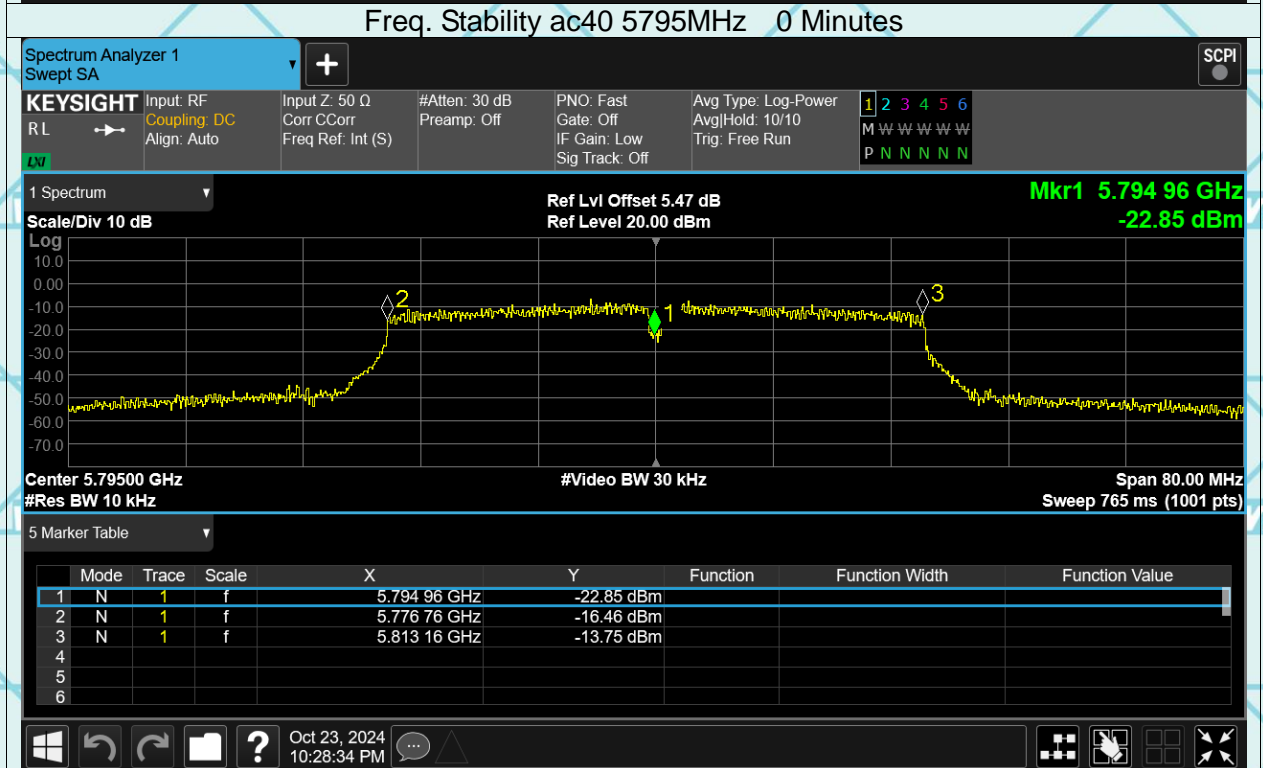 Freq. Stability ac40 5795MHz 0 Minutes
Spectrum Analyzer 1
Swept SA
SCPI
KEYSIGHT
RL
LXI
Input: RF
Coupling: DC
Align: Auto
Input Z: 50 Ω
Corr CCorr
Freq Ref: Int (S)
#Atten: 30 dB
Preamp: Off
PNO: Fast
Gate: Off
IF Gain: Low
Sig Track: Off
Avg Type: Log-Power
Avg|Hold: 10/10
Trig: Free Run
1 2 3 4 5 6
M W W W W W
P N N N N N
1 Spectrum
Scale/Div 10 dB
Ref Lvl Offset 5.47 dB
Ref Level 20.00 dBm
Mkr1 5.794 96 GHz
-22.85 dBm
Log
10.0
0.00
-10.0
-20.0
-30.0
-40.0
-50.0
-60.0
-70.0
2
1
3
Center 5.79500 GHz
#Video BW 30 kHz
Span 80.00 MHz
#Res BW 10 kHz
Sweep 765 ms (1001 pts)
5 Marker Table
Mode Trace Scale X Y Function Function Width Function Value
1 N 1 f 5.794 96 GHz -22.85 dBm
2 N 1 f 5.776 76 GHz -16.46 dBm
3 N 1 f 5.813 16 GHz -13.75 dBm
4
5
6
Oct 23, 2024
10:28:34 PM